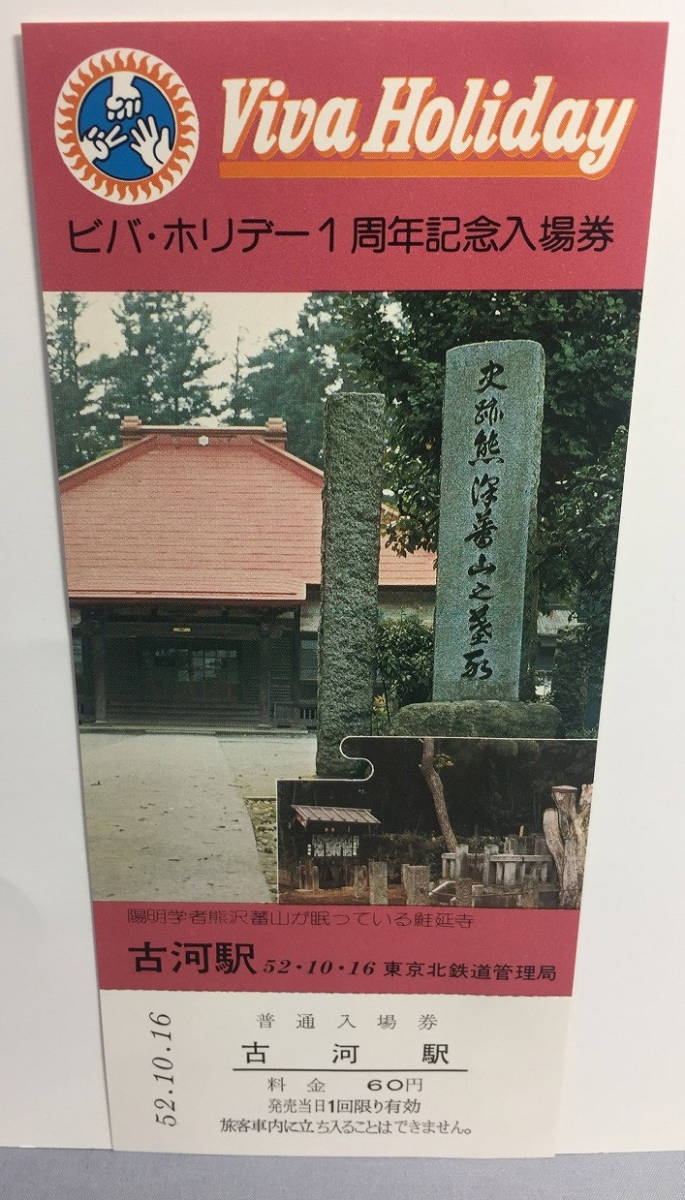 Viva Holiday
ビバ・ホリデー1周年記念入場券
史跡熊沢蕃山之墓所
陽明学者熊沢蕃山が眠っている鮭延寺
古河駅 52・10・16 東京北鉄道管理局
52.10.16
普通入場券
古河駅
料金 60円
発売当日1回限り有効
旅客車内に立ち入ることはできません。